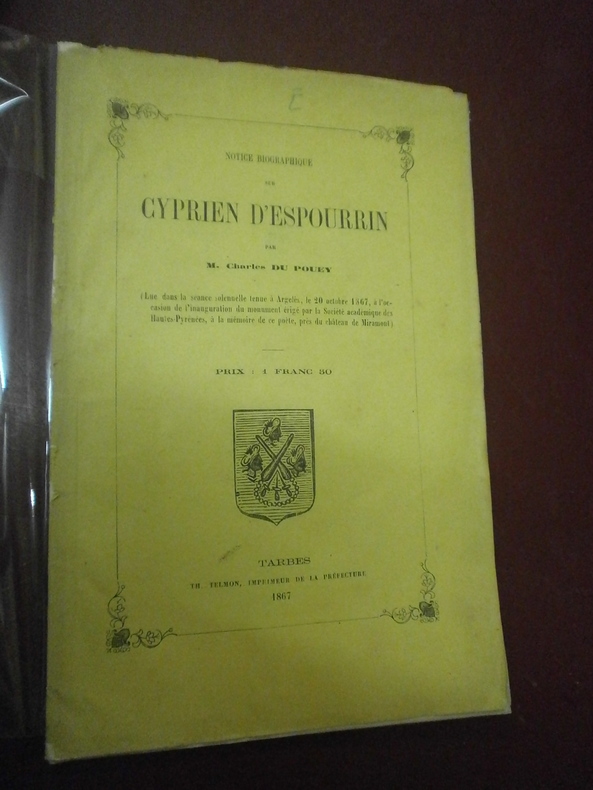 E
NOTICE BIOGRAPHIQUE
SUR
CYPRIEN D'ESPOURRIN
PAR
M. Charles DU POUEY
(Lue dans la séance solennelle tenue à Argelès, le 20 octobre 1867, à l'oc-
casion de l'inauguration du monument érigé par la Société académique des
Hautes-Pyrénées, à la mémoire de ce poète, près du château de Miramont)
PRIX : 1 FRANC 50
TARBES
TH. TELMON, IMPRIMEUR DE LA PRÉFECTURE
1867